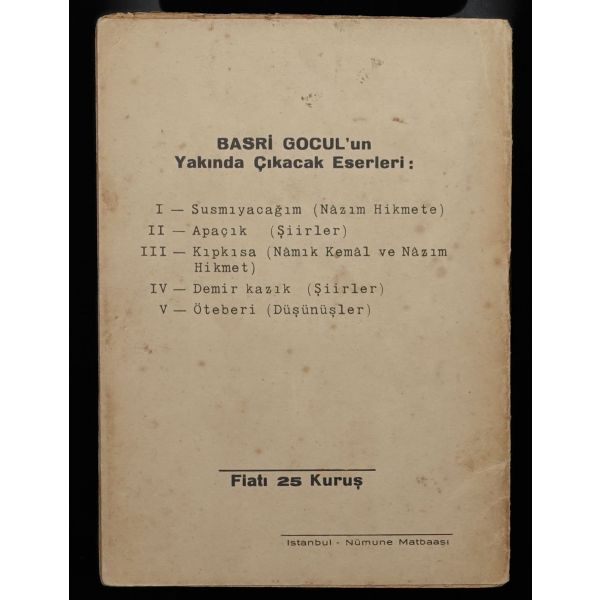 BASRİ GOCUL'un
Yakında Çıkacak Eserleri:
I — Susmıyacağım (Nâzım Hikmete)
II — Apaçık (Şiirler)
III — Kıpkısa (Nâmık Kemâl ve Nâzım
Hikmet)
IV — Demir kazık (Şiirler)
V — Öteberi (Düşünüşler)
Fiatı 25 Kuruş
İstanbul - Nümune Matbaası